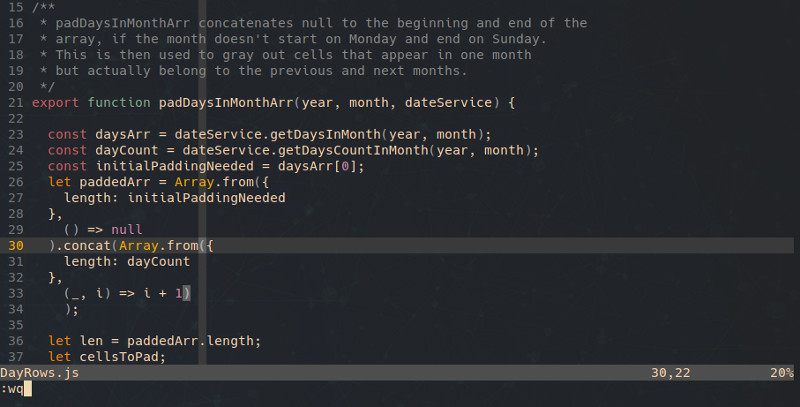 15 /**
16  * padDaysInMonthArr concatenates null to the beginning and end of the
17  * array, if the month doesn't start on Monday and end on Sunday.
18  * This is then used to gray out cells that appear in one month
19  * but actually belong to the previous and next months.
20  */
21 export function padDaysInMonthArr(year, month, dateService) {
22
23   const daysArr = dateService.getDaysInMonth(year, month);
24   const dayCount = dateService.getDaysCountInMonth(year, month);
25   const initialPaddingNeeded = daysArr[0];
26   let paddedArr = Array.from({
27     length: initialPaddingNeeded
28   },
29     () => null
30   ).concat(Array.from({
31     length: dayCount
32   },
33     (_, i) => i + 1)
34     );
35
36   let len = paddedArr.length;
37   let cellsToPad;
DayRows.js 30,22 20%
:wq